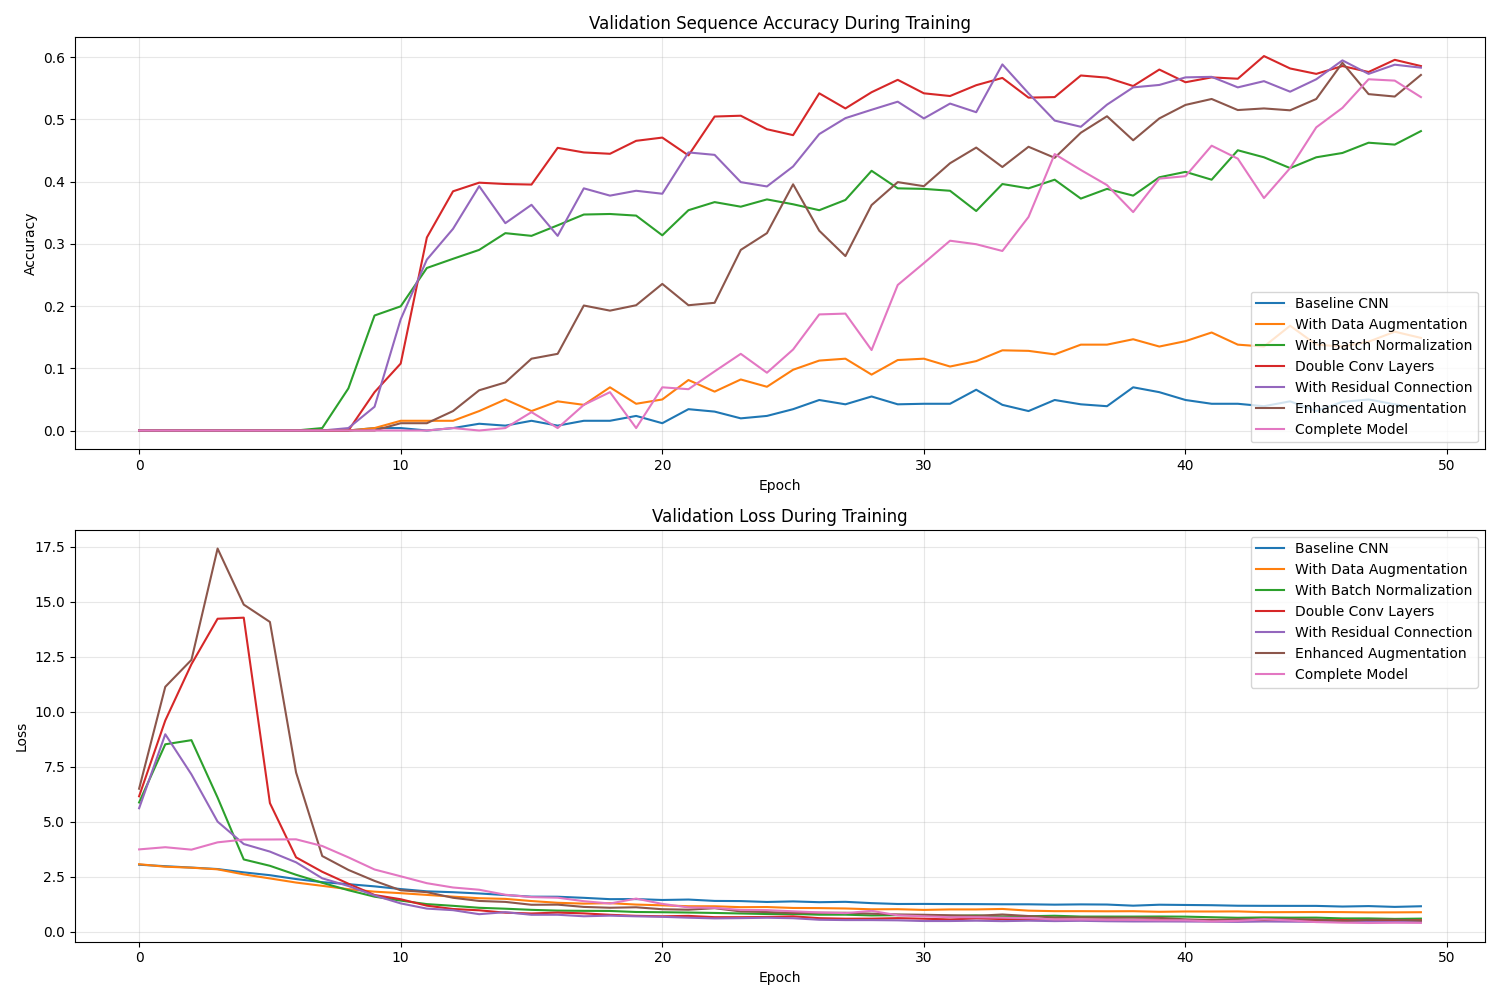 Validation Sequence Accuracy During Training
0.6
0.5
0.4
0.3
0.2
0.1
0.0
Accuracy
Baseline CNN
With Data Augmentation
With Batch Normalization
Double Conv Layers
With Residual Connection
Enhanced Augmentation
Complete Model
0 10 20 30 40 50
Epoch
Validation Loss During Training
17.5
15.0
12.5
10.0
7.5
5.0
2.5
0.0
Loss
Baseline CNN
With Data Augmentation
With Batch Normalization
Double Conv Layers
With Residual Connection
Enhanced Augmentation
Complete Model
0 10 20 30 40 50
Epoch